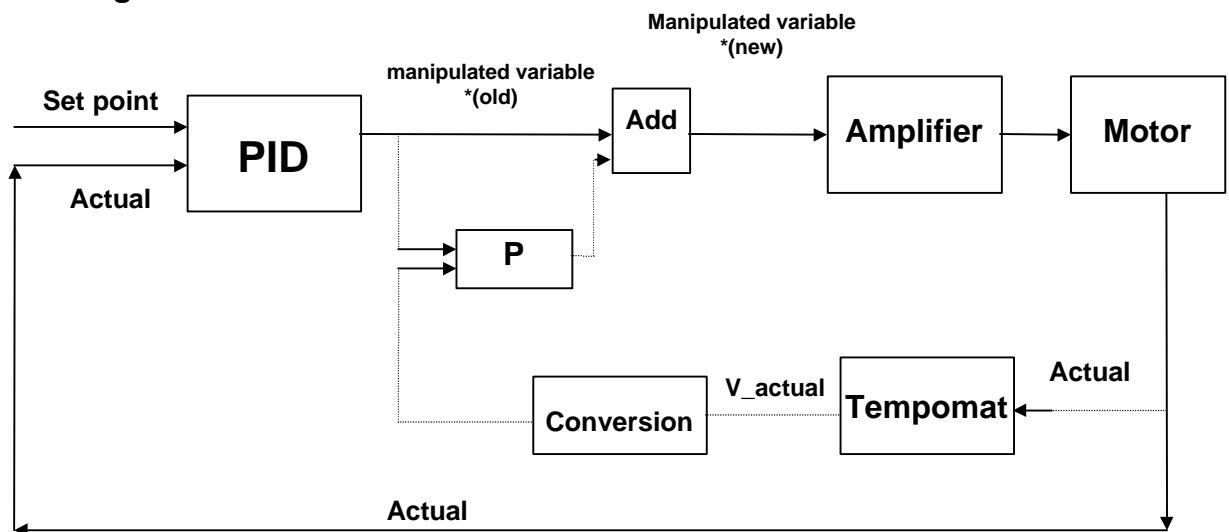 Manipulated variable
*(new)
manipulated variable
*(old)
Set point
PID
Add
Amplifier
Motor
Actual
P
V_actual
Actual
Conversion
Tempomat
Actual